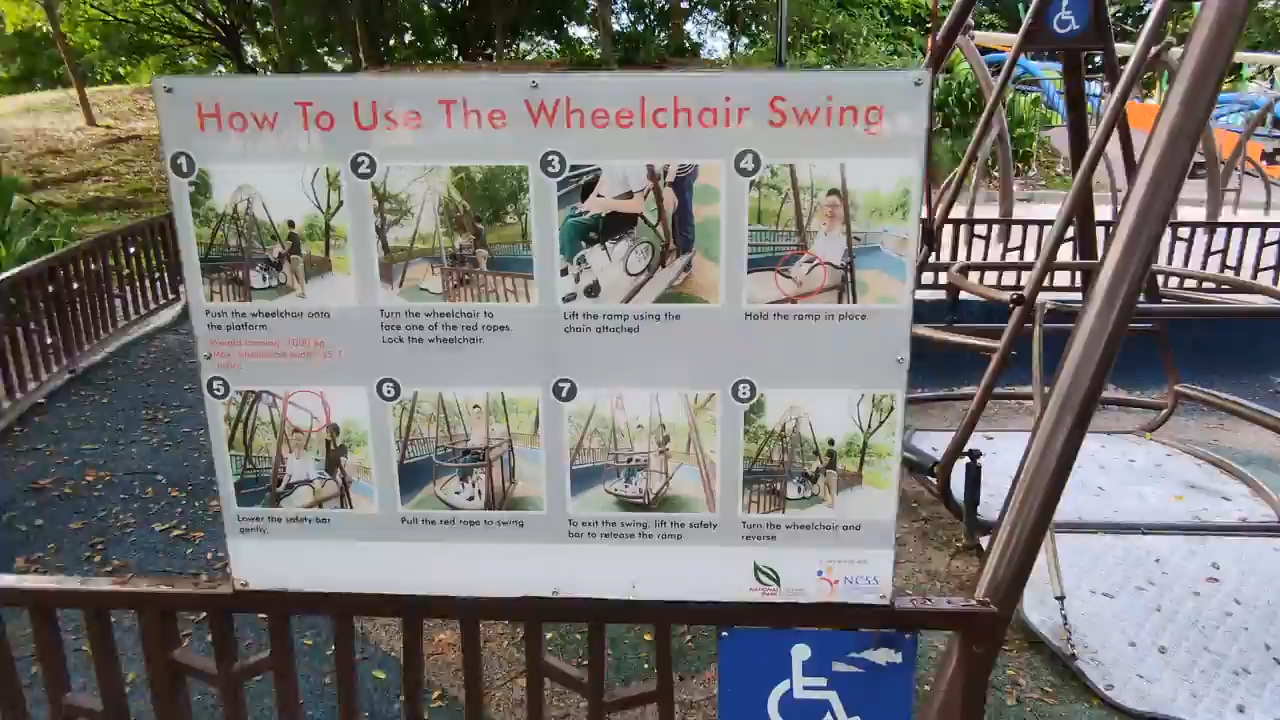 How To Use The Wheelchair Swing
1
2
3
4
Push the wheelchair onto
the platform.
Turn the wheelchair to
face one of the red ropes.
Lock the wheelchair.
Lift the ramp using the
chain attached
Hold the ramp in place.
5
6
7
8
Lower the safety bar
gently.
Pull the red rope to swing
To exit the swing, lift the safety
bar to release the ramp
Turn the wheelchair and
reverse
NATIONAL
PARK
NCSS